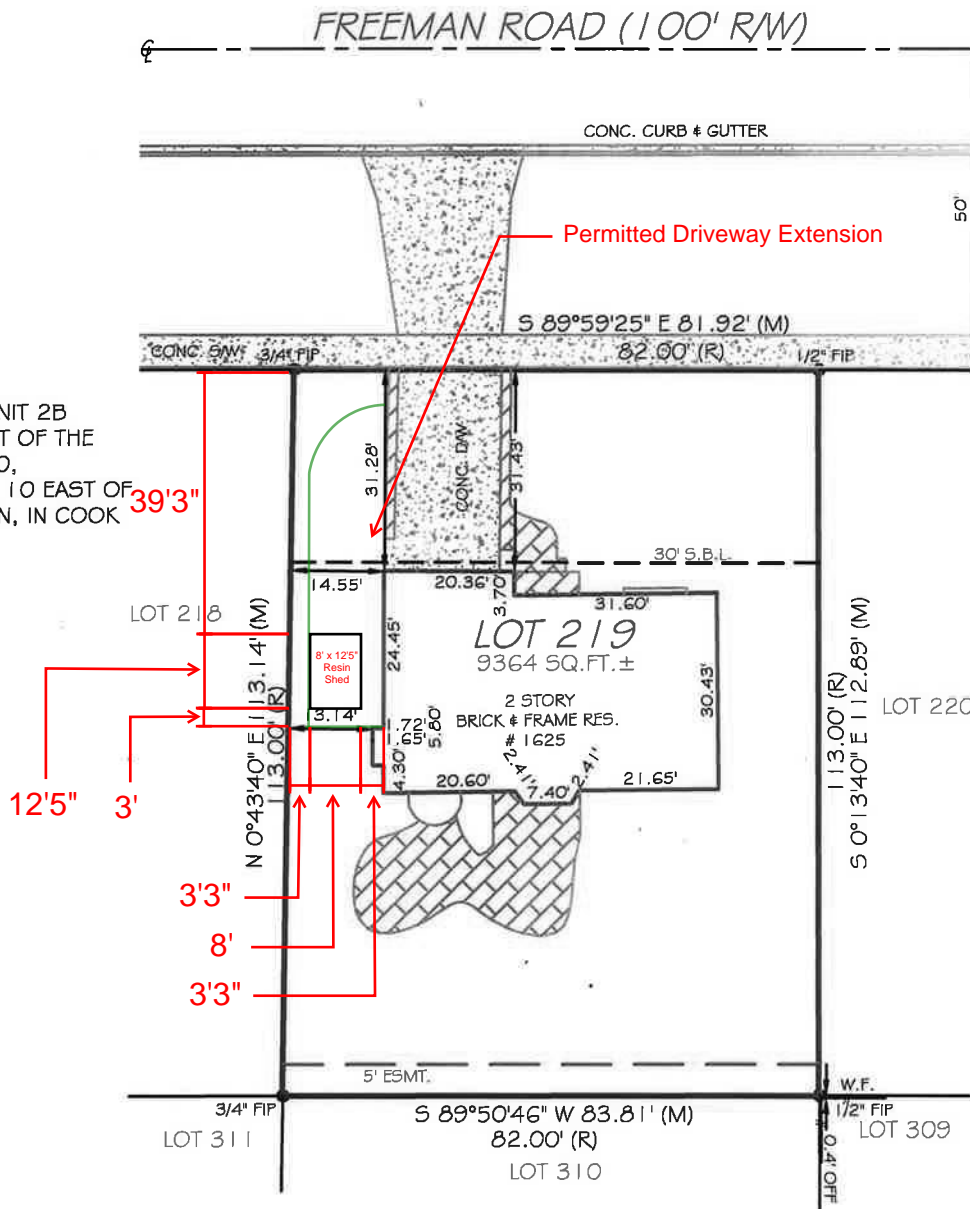 FREEMAN ROAD (100' R/W)
CONC. CURB & GUTTER
50'
Permitted Driveway Extension
S 89°59'25" E 81.92' (M)
CONC. S/W
3/4" FIP
82.00' (R)
1/2" FIP
NIT 2B
T OF THE
10 EAST OF
N, IN COOK
39'3"
31.28'
CONC. D/W
31.43'
30' S.B.L.
14.55'
20.36'
3.70'
31.60'
LOT 218
LOT 219
9364 SQ.FT.±
24.45'
8' x 12'5"
Resin
Shed
2 STORY
BRICK & FRAME RES.
# 1625
30.43'
N 0°43'40" E 113.14' (M)
113.00' (R)
113.00' (R)
S 0°13'40" E 112.89' (M)
LOT 220
3.14'
1.72'
1.65'
5.80'
4.30'
20.60'
2.41'
7.40'
2.41'
21.65'
12'5"
3'
3'3"
8'
3'3"
5' ESMT.
W.F.
3/4" FIP
S 89°50'46" W 83.81' (M)
1/2" FIP
LOT 311
82.00' (R)
LOT 309
LOT 310
0.4' OFF